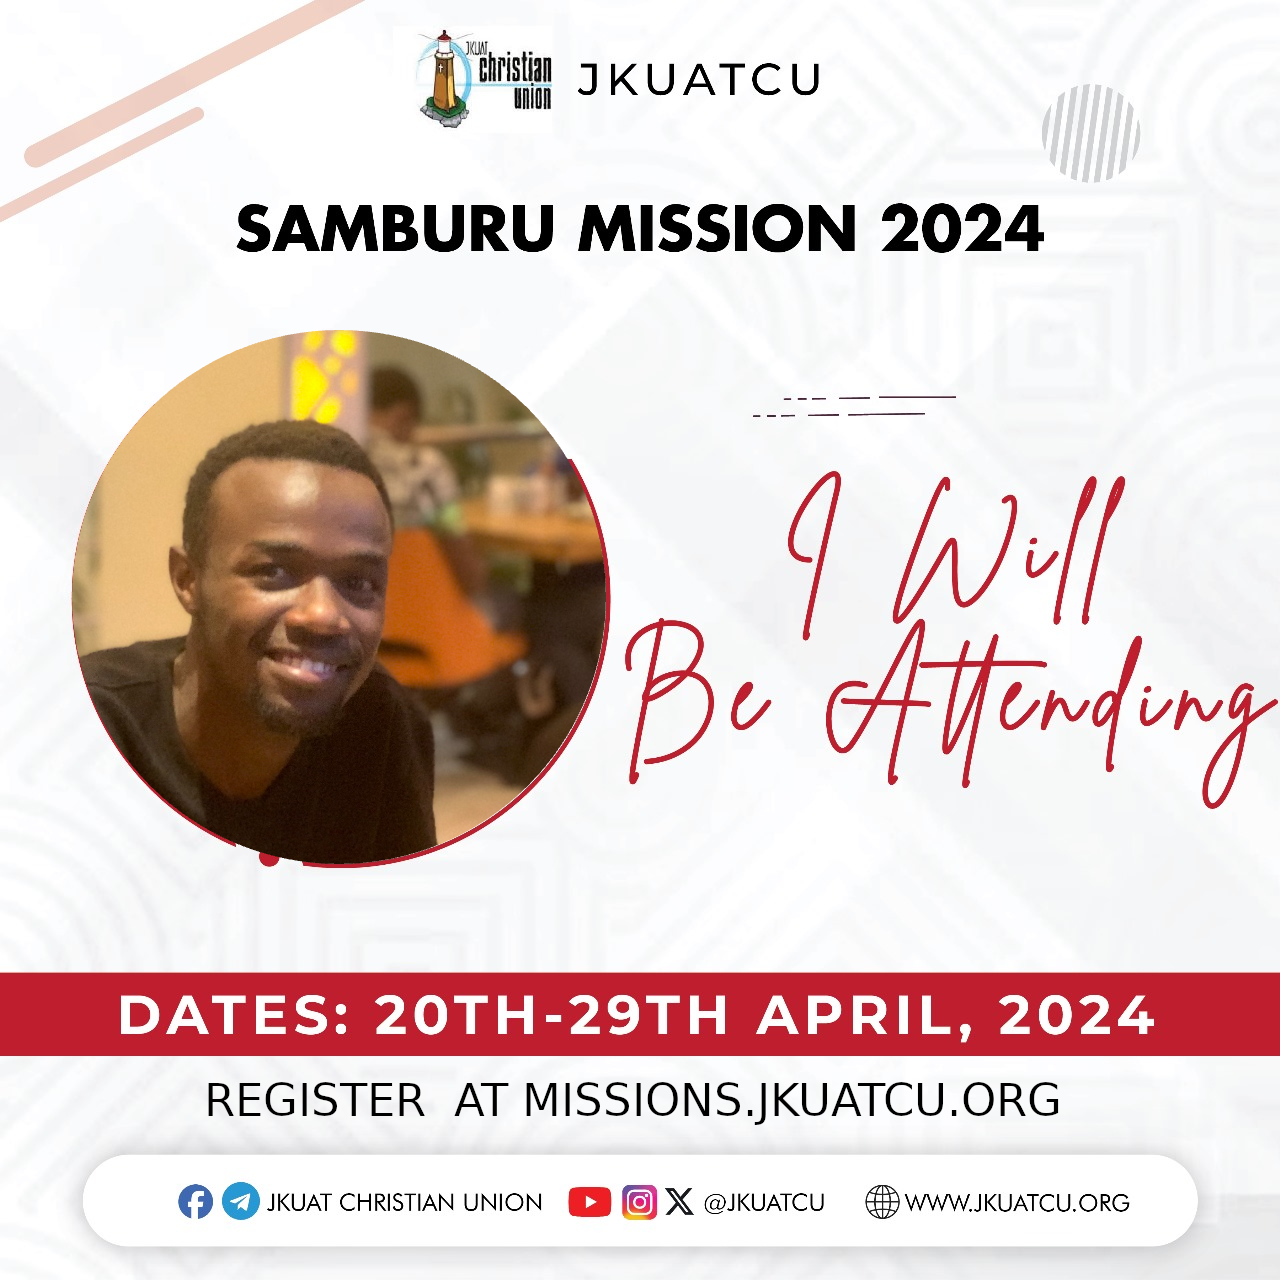 JKUAT
christian
union
JKUATCU
SAMBURU MISSION 2024
I Will
Be Attending
DATES: 20TH-29TH APRIL, 2024
REGISTER  AT MISSIONS.JKUATCU.ORG
JKUAT CHRISTIAN UNION @JKUATCU WWW.JKUATCU.ORG